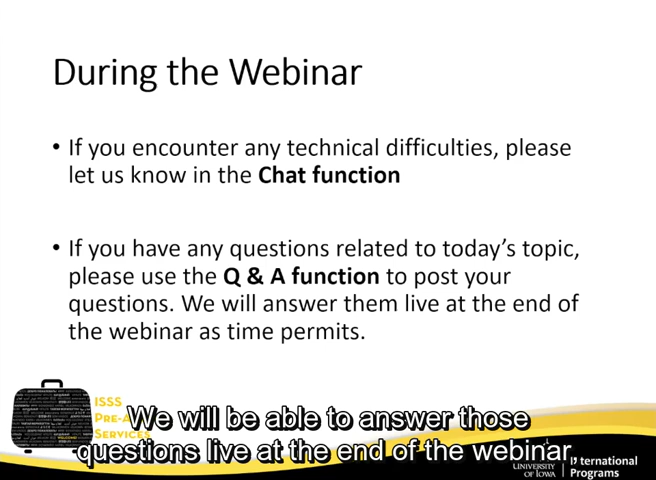 During the Webinar
• If you encounter any technical difficulties, please
let us know in the Chat function
• If you have any questions related to today's topic,
please use the Q & A function to post your
questions. We will answer them live at the end of
the webinar as time permits.
ISSS
PRE-A
SERVICES
We will be able to answer those
questions live at the end of the webinar
UNIVERSITY
OF IOWA
International
Programs